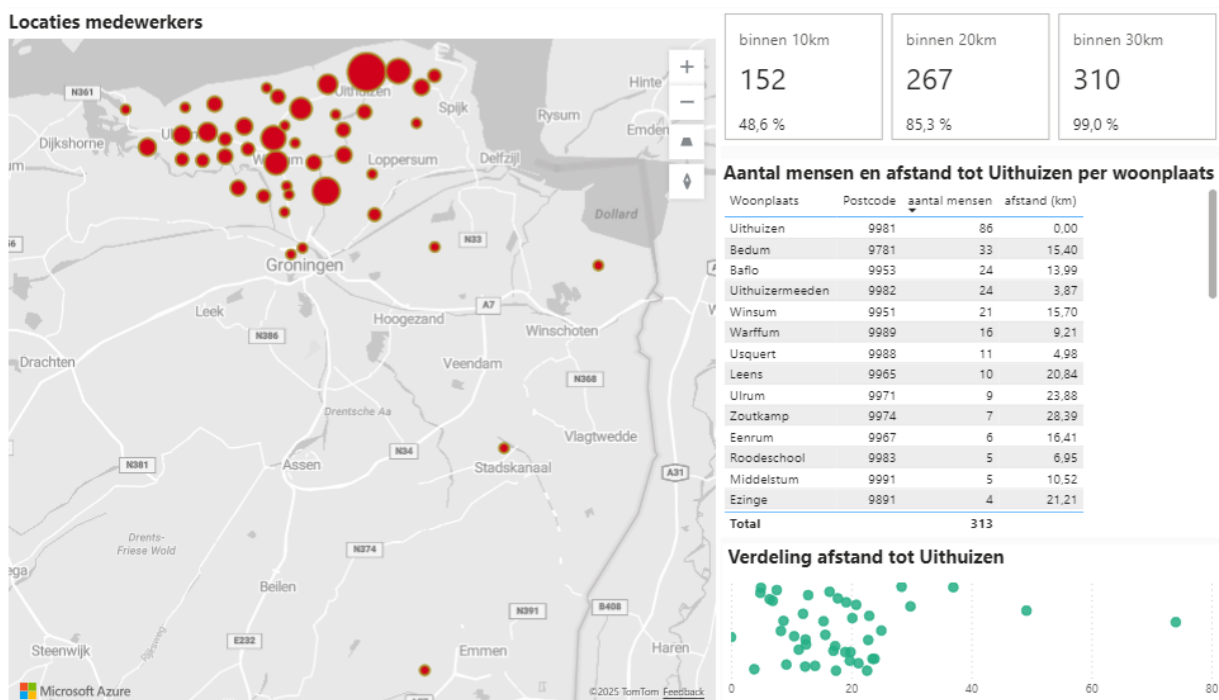 Locaties medewerkers
N361
Uithuizen
Hinte
Spijk
Rysum
Emden
Dijkshorne
Loppersum
Delfzijl
Dollard
N33
Groningen
Leek
A7
Hoogezand
N386
Winschoten
Drachten
Veendam
N368
Drentsche Aa
Vlagtwedde
N34
N381
Assen
Stadskanaal
A31
Drents-
Friese Wold
N374
Beilen
N391
B408
E232
Steenwijk
Rijksweg
Emmen
Haren
Microsoft Azure
©2025 TomTom Feedback
binnen 10km
152
48,6 %
binnen 20km
267
85,3 %
binnen 30km
310
99,0 %
Aantal mensen en afstand tot Uithuizen per woonplaats
Woonplaats Postcode aantal mensen afstand (km)
Uithuizen 9981 86 0,00
Bedum 9781 33 15,40
Baflo 9953 24 13,99
Uithuizermeeden 9982 24 3,87
Winsum 9951 21 15,70
Warffum 9989 16 9,21
Usquert 9988 11 4,98
Leens 9965 10 20,84
Ulrum 9971 9 23,88
Zoutkamp 9974 7 28,39
Eenrum 9967 6 16,41
Roodeschool 9983 5 6,95
Middelstum 9991 5 10,52
Ezinge 9891 4 21,21
Total 313
Verdeling afstand tot Uithuizen
0 20 40 60 80